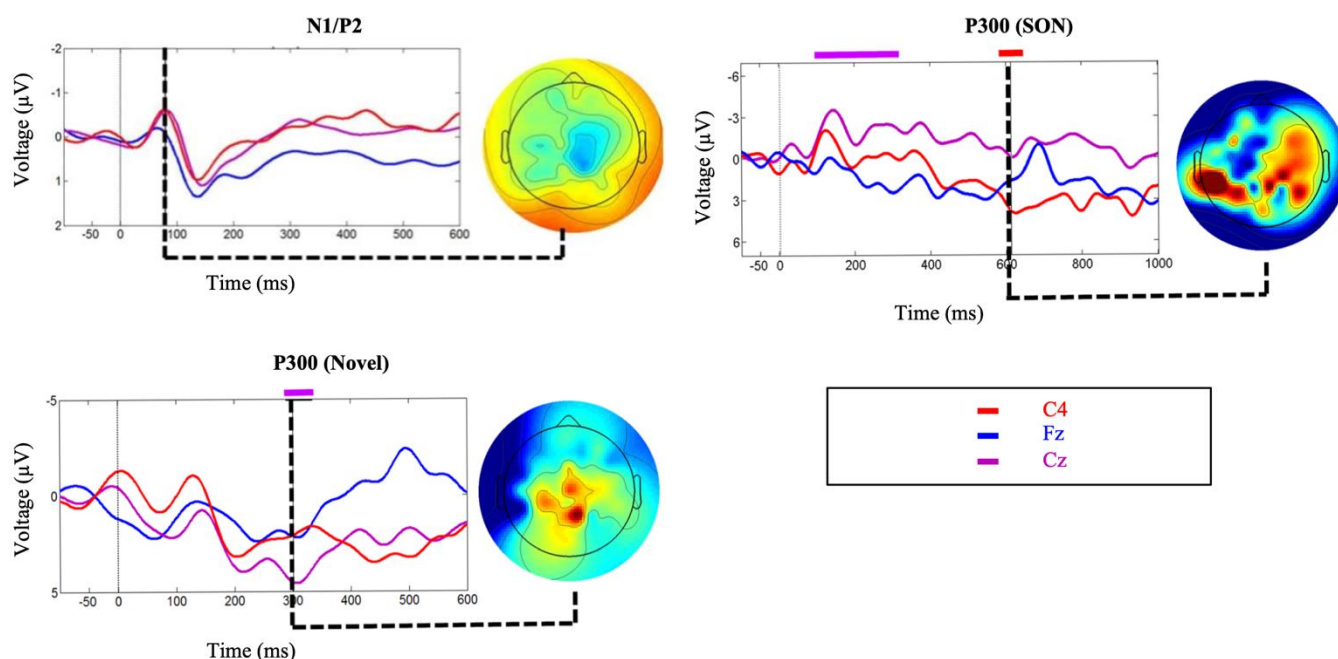 N1/P2
-2
-1
0
1
2
Voltage (µV)
-50 0 100 200 300 400 500 600
Time (ms)
P300 (SON)
-6
-3
0
3
6
Voltage (µV)
-50 0 200 400 600 800 1000
Time (ms)
P300 (Novel)
-5
0
5
Voltage (µV)
-50 0 100 200 300 400 500 600
Time (ms)
C4
Fz
Cz